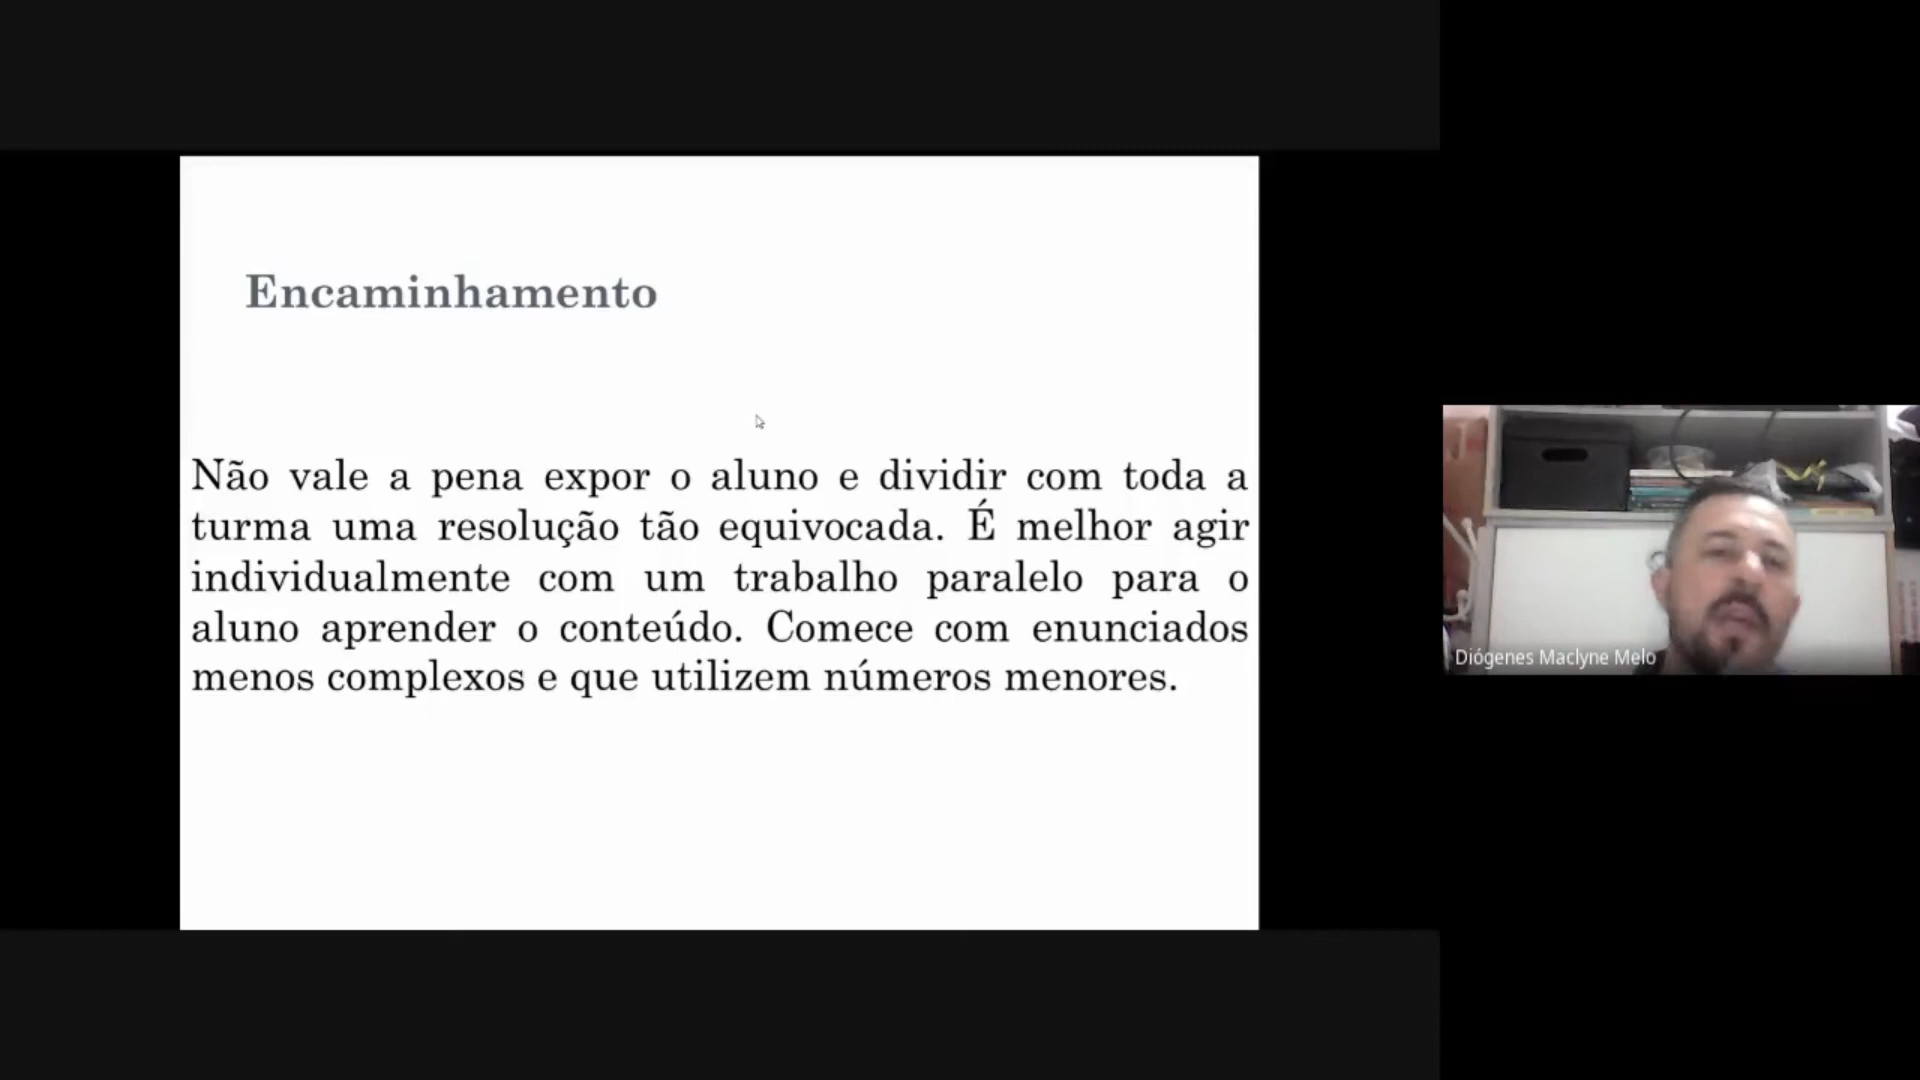 Encaminhamento
Não vale a pena expor o aluno e dividir com toda a
turma uma resolução tão equivocada. É melhor agir
individualmente com um trabalho paralelo para o
aluno aprender o conteúdo. Comece com enunciados
menos complexos e que utilizem números menores.
Diógenes Maclyne Melo